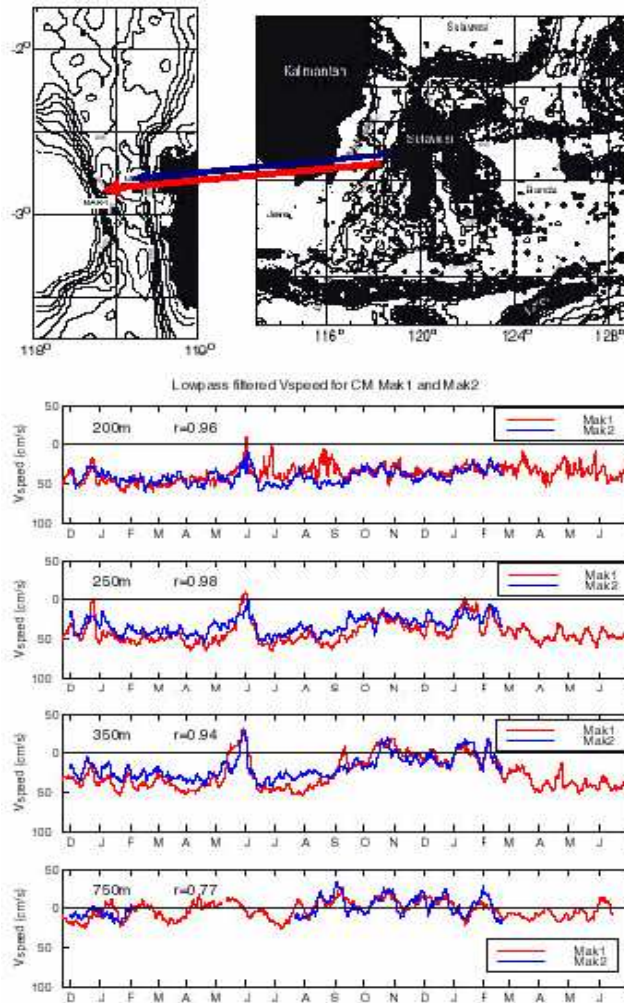 -2°
-3°
MAK1
118°
119°
Kalimantan
Sulawesi
Sulawesi
Banda
Jawa
116°
120°
124°
128°
Lowpass filtered Vspeed for CM Mak1 and Mak2
50
0
50
100
Vspeed (cm/s)
200m r=0.96
Mak1
Mak2
D J F M A M J J A S O N D J F M A M J J
50
0
50
100
Vspeed (cm/s)
250m r=0.98
Mak1
Mak2
D J F M A M J J A S O N D J F M A M J J
50
0
50
100
Vspeed (cm/s)
350m r=0.94
Mak1
Mak2
D J F M A M J J A S O N D J F M A M J J
50
0
50
100
Vspeed (cm/s)
750m r=0.77
Mak1
Mak2
D J F M A M J J A S O N D J F M A M J J